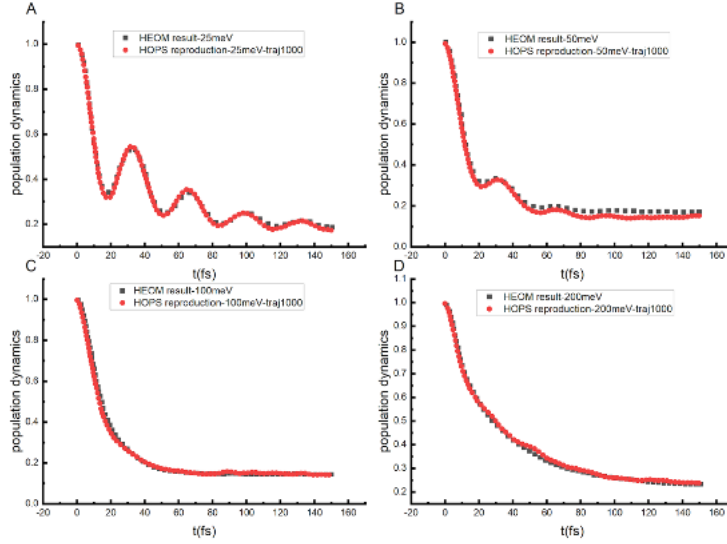 A
HEOM result-25meV
HOPS reproduction-25meV-traj1000
population dynamics
1.0
0.8
0.6
0.4
0.2
-20 0 20 40 60 80 100 120 140 160
t(fs)
B
HEOM result-50meV
HOPS reproduction-50meV-traj1000
population dynamics
1.0
0.8
0.6
0.4
0.2
0.0
-20 0 20 40 60 80 100 120 140 160
t(fs)
C
HEOM result-100meV
HOPS reproduction-100meV-traj1000
population dynamics
1.0
0.8
0.6
0.4
0.2
0.0
-20 0 20 40 60 80 100 120 140 160
t(fs)
D
HEOM result-200meV
HOPS reproduction-200meV-traj1000
population dynamics
1.0
0.9
0.8
0.7
0.6
0.5
0.4
0.3
0.2
-20 0 20 40 60 80 100 120 140 160
t(fs)